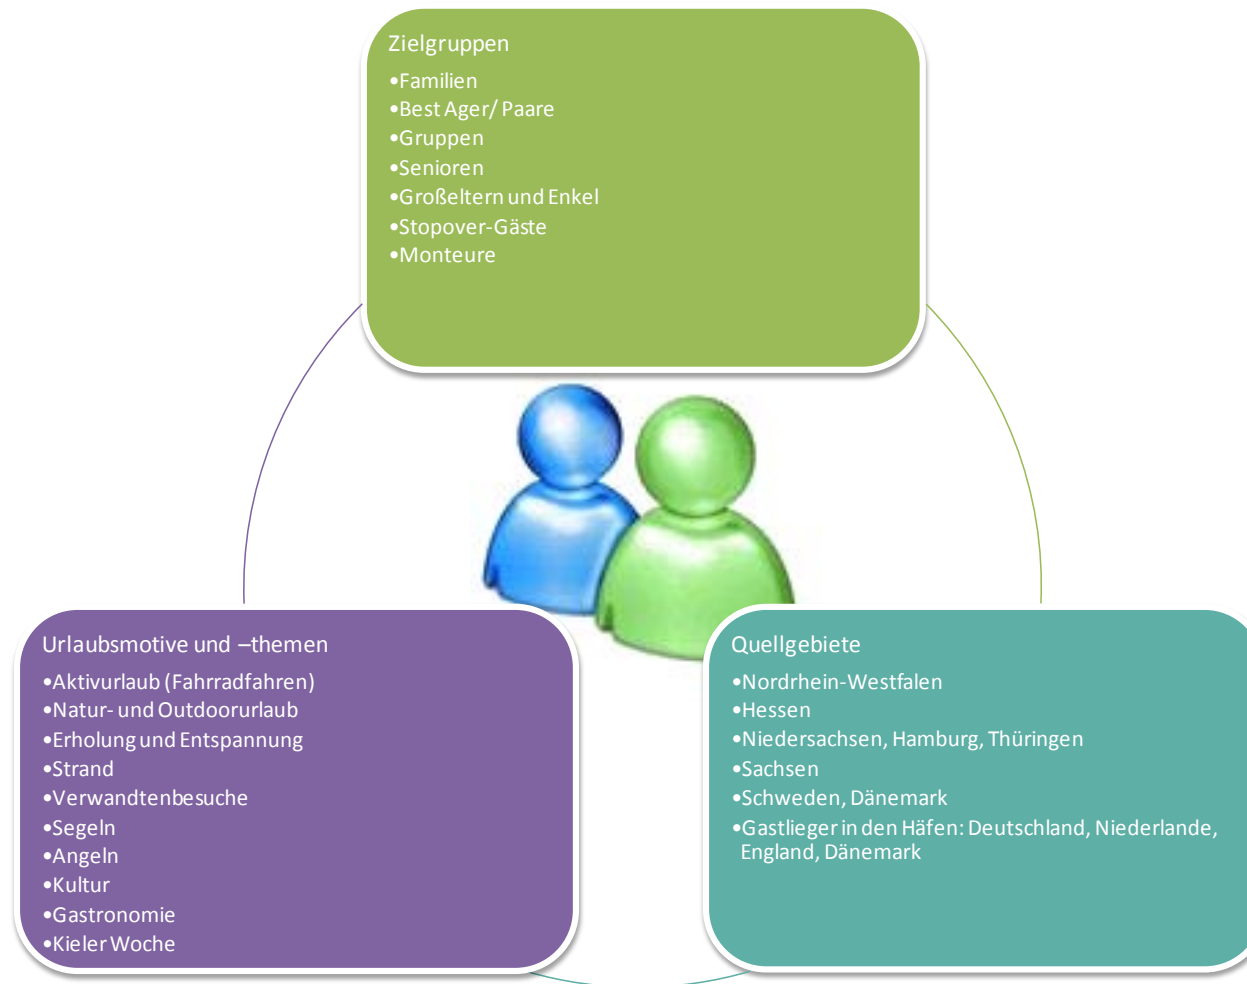 Zielgruppen
•Familien
•Best Ager/ Paare
•Gruppen
•Senioren
•Großeltern und Enkel
•Stopover-Gäste
•Monteure
Urlaubsmotive und –themen
•Aktivurlaub (Fahrradfahren)
•Natur- und Outdoorurlaub
•Erholung und Entspannung
•Strand
•Verwandtenbesuche
•Segeln
•Angeln
•Kultur
•Gastronomie
•Kieler Woche
Quellgebiete
•Nordrhein-Westfalen
•Hessen
•Niedersachsen, Hamburg, Thüringen
•Sachsen
•Schweden, Dänemark
•Gastlieger in den Häfen: Deutschland, Niederlande,
England, Dänemark